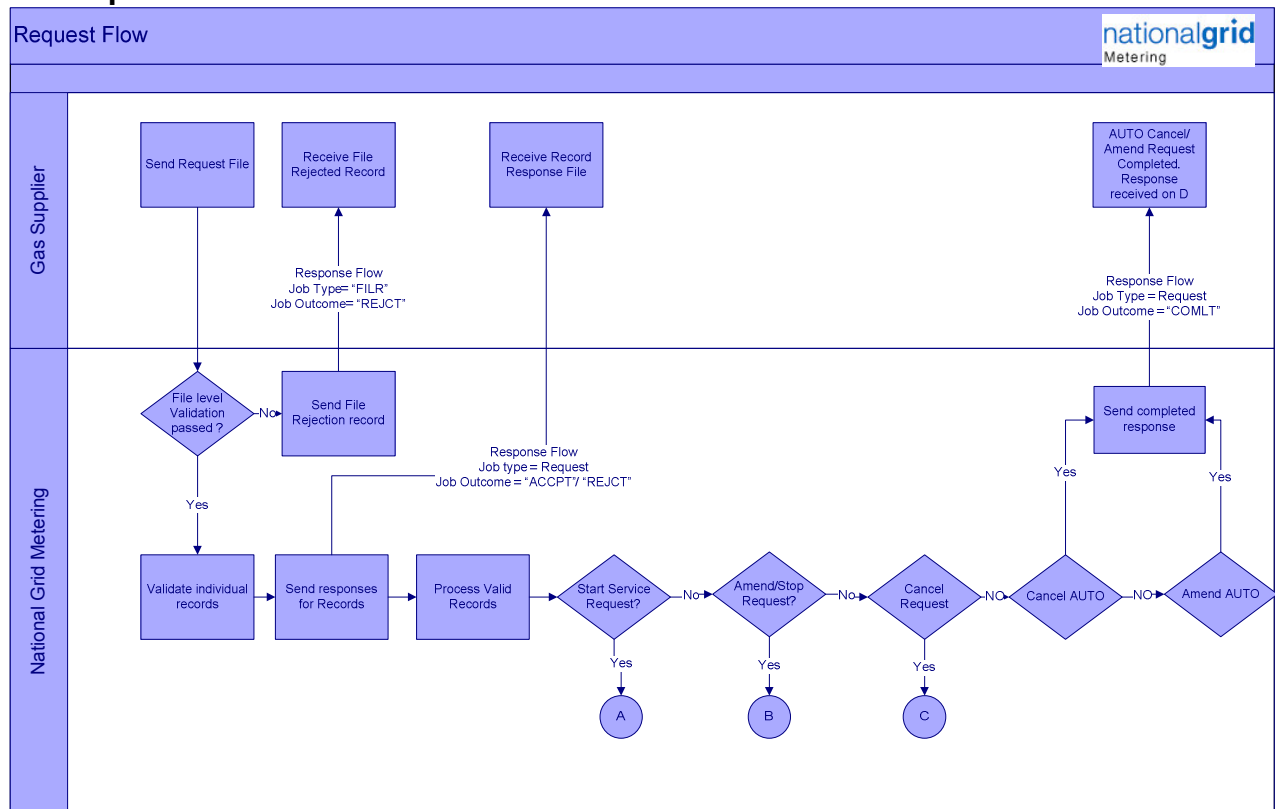 Request Flow
nationalgrid
Metering
Gas Supplier
Send Request File
Receive File
Rejected Record
Receive Record
Response File
AUTO Cancel/
Amend Request
Completed.
Response
received on D
Response Flow
Job Type= “FILR”
Job Outcome= “REJCT”
Response Flow
Job Type = Request
Job Outcome = “COMLT”
National Grid Metering
File level
Validation
passed ?
No
Send File
Rejection record
Send completed
response
Response Flow
Job type = Request
Job Outcome = “ACCPT”/ “REJCT”
Yes
Yes
Yes
Validate individual
records
Send responses
for Records
Process Valid
Records
Start Service
Request?
No
Amend/Stop
Request?
No
Cancel
Request
NO
Cancel AUTO
NO
Amend AUTO
Yes
Yes
Yes
A
B
C